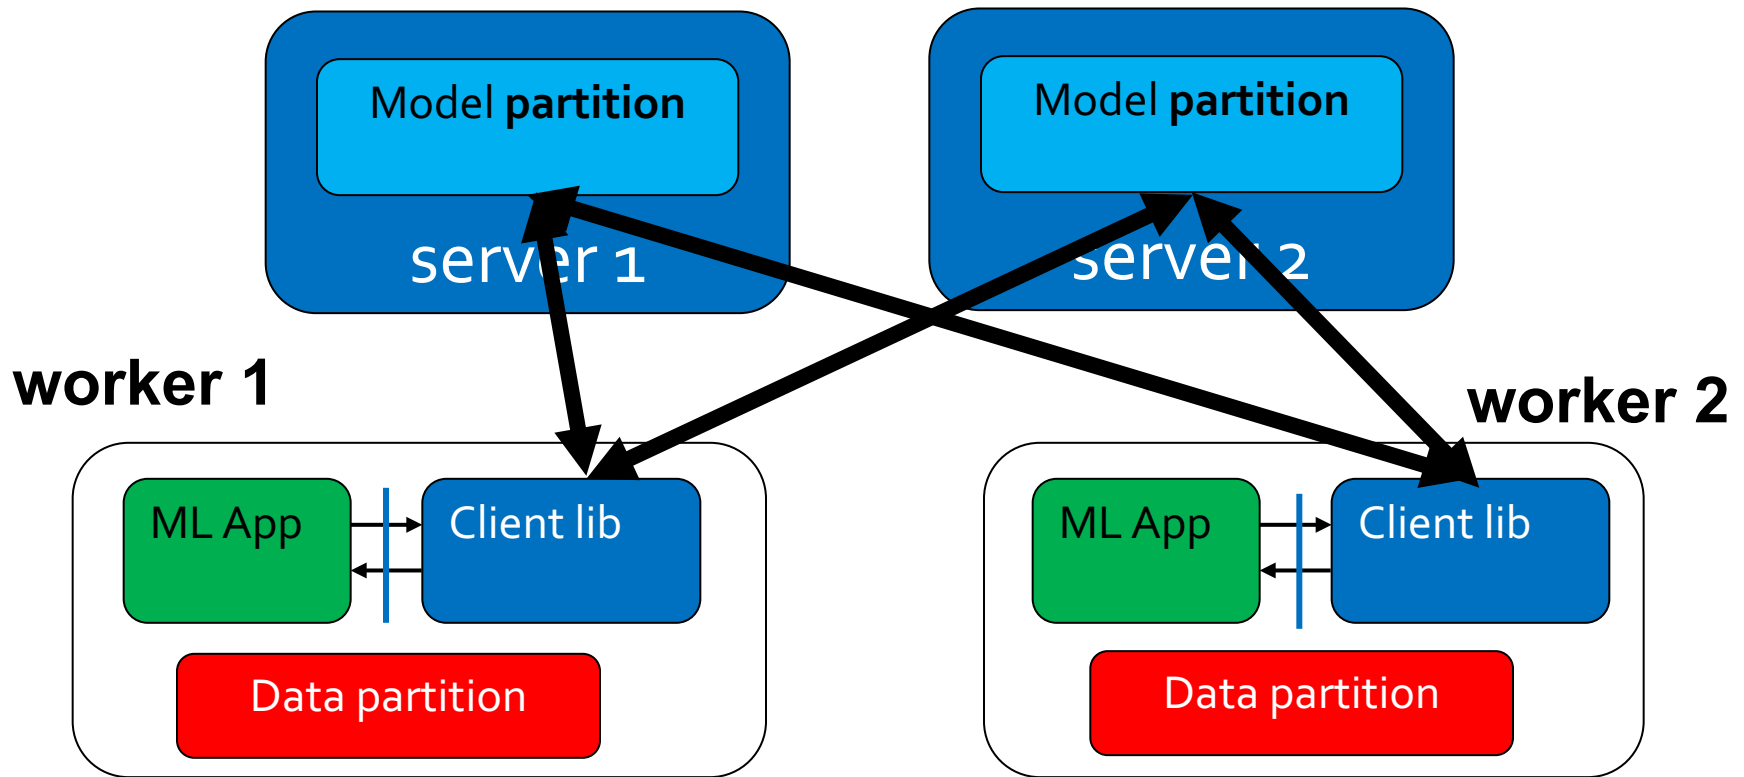 Model partition
Model partition
server 1
server 2
worker 1
worker 2
ML App
Client lib
ML App
Client lib
Data partition
Data partition